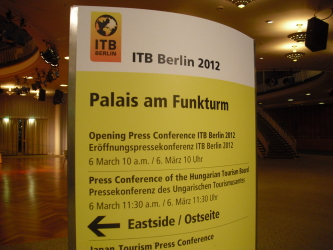 ITB
BERLIN
ITB Berlin 2012
Palais am Funkturm
Opening Press Conference ITB Berlin 2012
Eröffnungspressekonferenz ITB Berlin 2012
6 March 10 a.m. / 6. März 10 Uhr
Press Conference of the Hungarian Tourism Board
Pressekonferenz des Ungarischen Tourismusamtes
6 March 11:30 a.m. / 6. März 11:30 Uhr
Eastside / Ostseite
Japan Tourism Press Conference